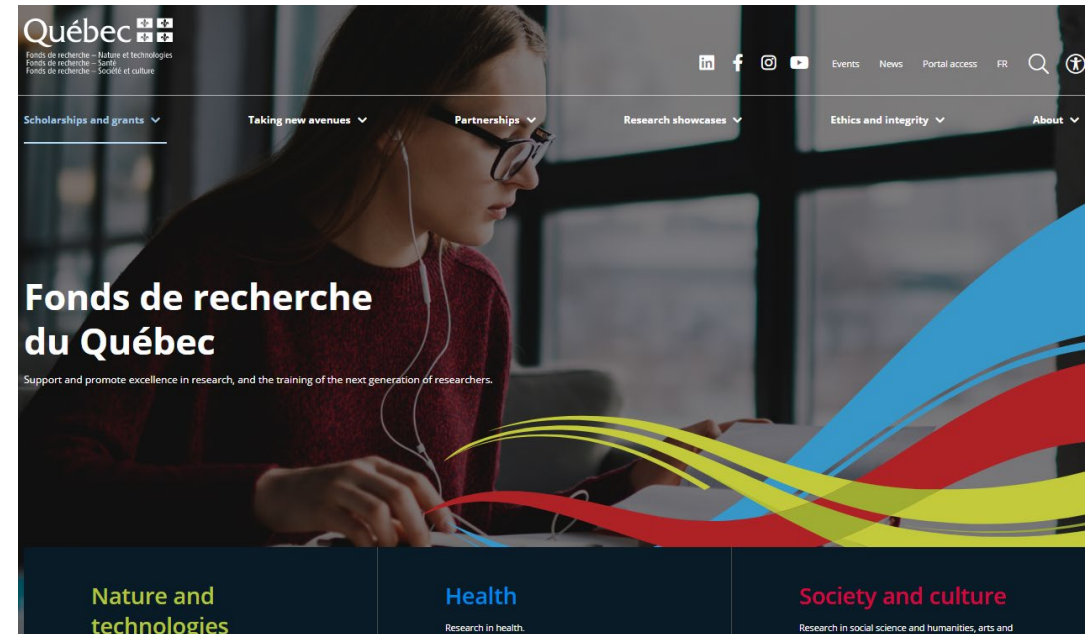 Québec
Fonds de recherche – Nature et technologies
Fonds de recherche – Santé
Fonds de recherche – Société et culture
Events News Portal access FR
Scholarships and grants Taking new avenues Partnerships Research showcases Ethics and integrity About
Fonds de recherche
du Québec
Support and promote excellence in research, and the training of the next generation of researchers.
Nature and
technologies
Health
Research in health.
Society and culture
Research in social science and humanities, arts and